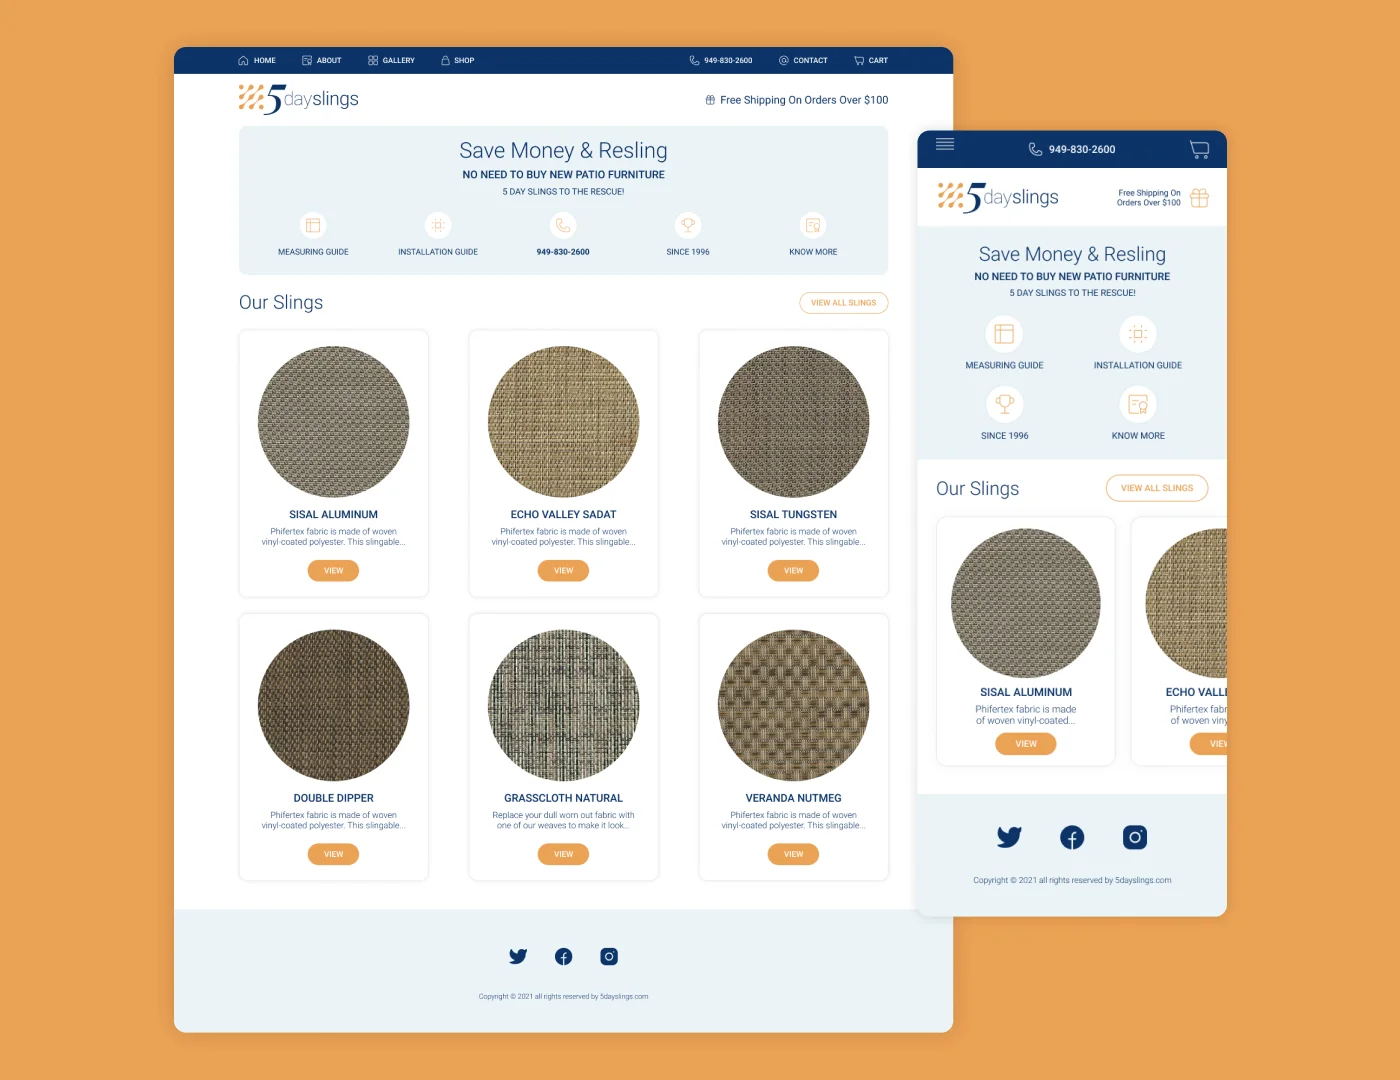 HOME ABOUT GALLERY SHOP 949-830-2600 CONTACT CART
5dayslings
Free Shipping On Orders Over $100
Save Money & Resling
NO NEED TO BUY NEW PATIO FURNITURE
5 DAY SLINGS TO THE RESCUE!
MEASURING GUIDE INSTALLATION GUIDE 949-830-2600 SINCE 1996 KNOW MORE
Our Slings
VIEW ALL SLINGS
SISAL ALUMINUM
Phifertex fabric is made of woven
vinyl-coated polyester. This slingable...
VIEW
ECHO VALLEY SADAT
Phifertex fabric is made of woven
vinyl-coated polyester. This slingable...
VIEW
SISAL TUNGSTEN
Phifertex fabric is made of woven
vinyl-coated polyester. This slingable...
VIEW
DOUBLE DIPPER
Phifertex fabric is made of woven
vinyl-coated polyester. This slingable...
VIEW
GRASSCLOTH NATURAL
Replace your dull worn out fabric with
one of our weaves to make it look...
VIEW
VERANDA NUTMEG
Phifertex fabric is made of woven
vinyl-coated polyester. This slingable...
VIEW
Copyright © 2021 all rights reserved by 5dayslings.com
949-830-2600
5dayslings
Free Shipping On
Orders Over $100
Save Money & Resling
NO NEED TO BUY NEW PATIO FURNITURE
5 DAY SLINGS TO THE RESCUE!
MEASURING GUIDE INSTALLATION GUIDE
SINCE 1996 KNOW MORE
Our Slings
VIEW ALL SLINGS
SISAL ALUMINUM
Phifertex fabric is made
of woven vinyl-coated...
VIEW
ECHO VALLE
Phifertex fabr
of woven viny
VIEW
Copyright © 2021 all rights reserved by 5dayslings.com